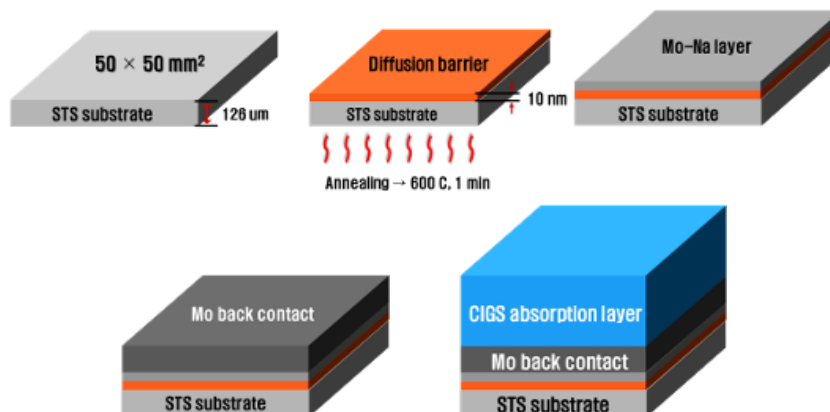 50 × 50 mm²
STS substrate
126 um
Diffusion barrier
STS substrate
10 nm
Annealing → 600 C, 1 min
Mo-Na layer
STS substrate
Mo back contact
STS substrate
CIGS absorption layer
Mo back contact
STS substrate